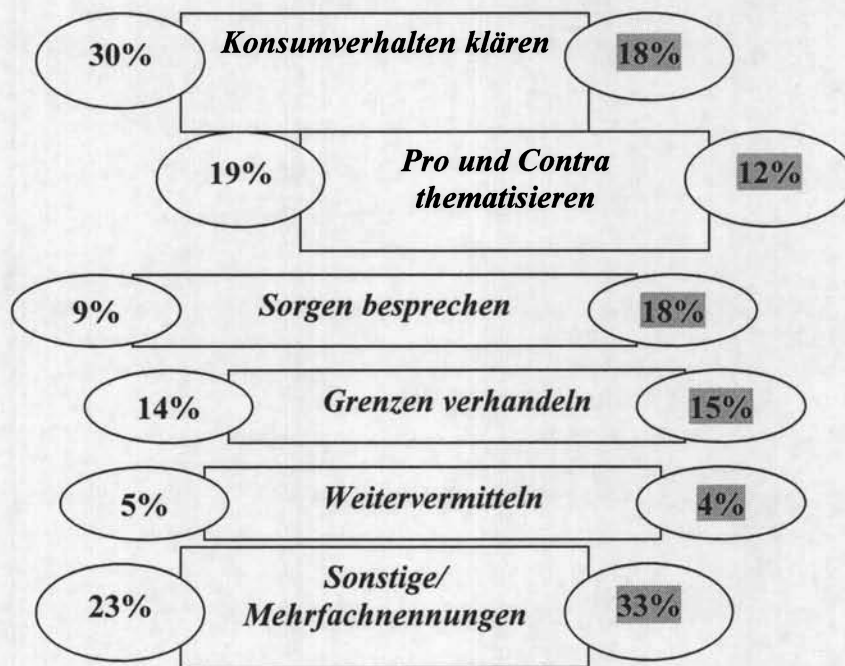 30% Konsumverhalten klären 18%
19% Pro und Contra 12%
thematisieren
9% Sorgen besprechen 18%
14% Grenzen verhandeln 15%
5% Weitervermitteln 4%
Sonstige/
23% Mehrfachnennungen 33%